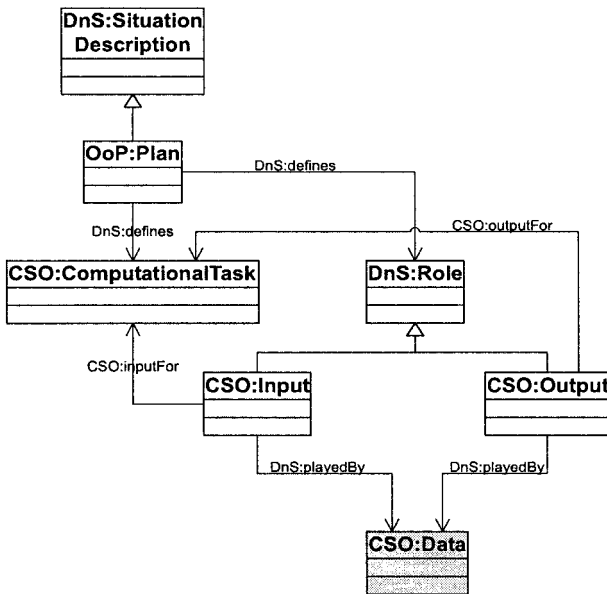 DnS:Situation
Description
OoP:Plan
DnS:defines
DnS:defines
CSO:outputFor
CSO:ComputationalTask
DnS:Role
CSO:inputFor
CSO:Input
CSO:Output
DnS:playedBy
DnS:playedBy
CSO:Data